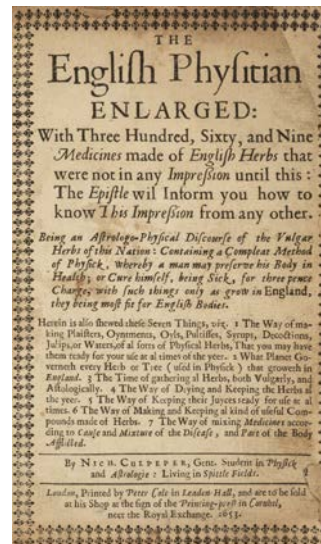 THE
Engliſh Phyſitian
ENLARGED:
With Three Hundred, Sixty, and Nine
Medicines made of Engliſh Herbs that
were not in any Impreſsion until this:
The Epiſtle wil Inform you how to
know This Impreſsion from any other.
Being an Aſtrologo-Phyſical Diſcourſe of the Vulgar
Herbs of this Nation: Containing a Compleat Method
of Phyſick, whereby a man may preſerve his Body in
Health; or Cure himſelf, being Sick, for three pence
Charge, with ſuch things only as grow in England,
they being moſt fit for Engliſh Bodies.
Herein is alſo ſhewed theſe Seven Things, viz. 1 The Way of ma-
king Plaiſters, Oyntments, Oyls, Pultiſſes, Syrups, Decoctions,
Julips, or Waters, of al ſorts of Phyſical Herbs, That you may have
them ready for your uſe at al times of the yeer. 2 What Planet Go-
verneth every Herb or Tree (uſed in Phyſick) that groweth in
England. 3 The Time of gathering al Herbs, both Vulgarly, and
Aſtrologically. 4 The Way of Drying and Keeping the Herbs al
the yeer. 5 The Way of Keeping their Juyces ready for uſe at al
times. 6 The Way of Making and Keeping al kind of uſeful Com-
pounds made of Herbs. 7 The Way of mixing Medicines accord-
ing to Cauſe and Mixture of the Diſeaſe, and Part of the Body
Afflicted.
By NICH. CULPEPER, Gent. Student in Phyſick
and Aſtrologie: Living in Spittle Fields.
London, Printed by Peter Cole in Leaden-Hall, and are to be ſold
at his Shop at the ſign of the Printing-preſs in Cornhil,
neer the Royal Exchange. 1653.